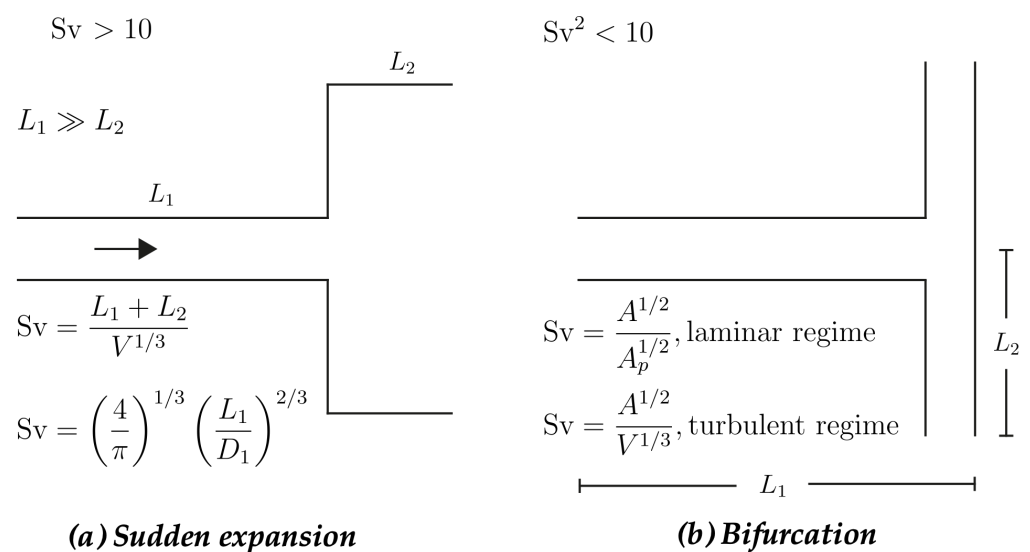 Sv > 10
L₂
L₁ ≫ L₂
L₁
Sv = (L₁ + L₂) / V^{1/3}
Sv = (4/π)^{1/3} (L₁/D₁)^{2/3}
(a) Sudden expansion
Sv² < 10
Sv = A^{1/2} / A_p^{1/2}, laminar regime
L₂
Sv = A^{1/2} / V^{1/3}, turbulent regime
L₁
(b) Bifurcation